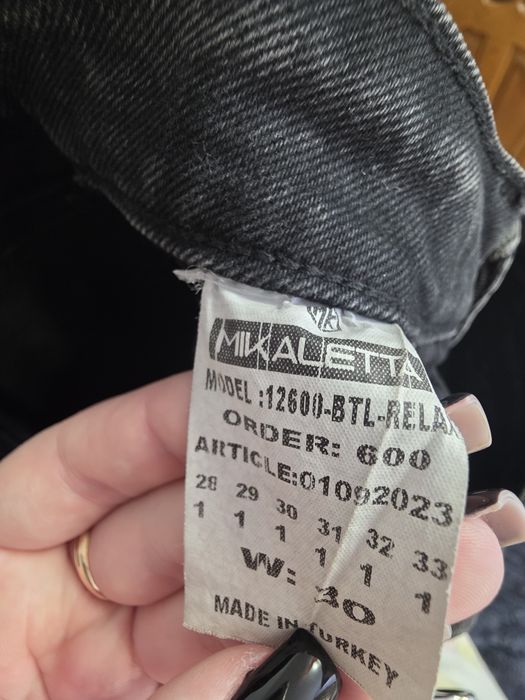 MIKALETTA
MODEL :12600-BTL-RELAX
ORDER: 600
ARTICLE:01092023
28 29 30 31 32 33
1 1 1 1 1 1
W: 30
MADE IN TURKEY